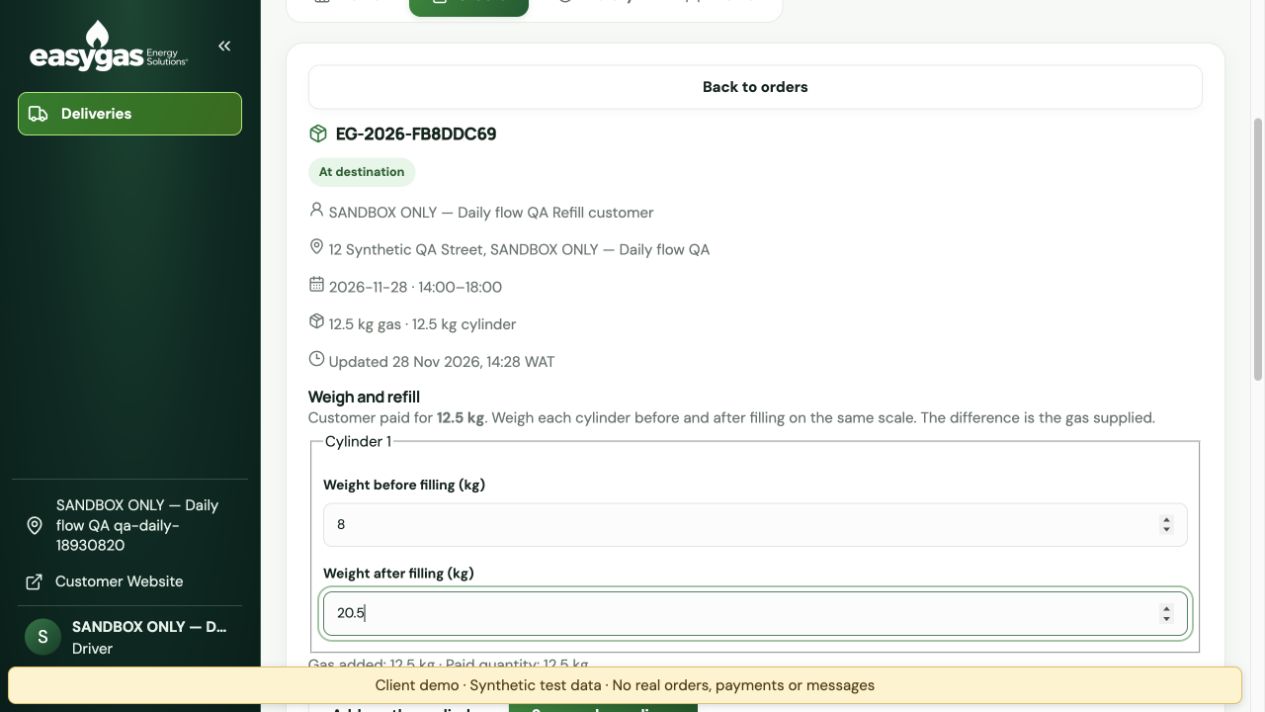 easygas Energy Solutions
Deliveries
Back to orders
EG-2026-FB8DDC69
At destination
SANDBOX ONLY — Daily flow QA Refill customer
12 Synthetic QA Street, SANDBOX ONLY — Daily flow QA
2026-11-28 · 14:00–18:00
12.5 kg gas · 12.5 kg cylinder
Updated 28 Nov 2026, 14:28 WAT
Weigh and refill
Customer paid for 12.5 kg. Weigh each cylinder before and after filling on the same scale. The difference is the gas supplied.
Cylinder 1
Weight before filling (kg)
8
Weight after filling (kg)
20.5
Gas added: 12.5 kg · Paid quantity: 12.5 kg
SANDBOX ONLY — Daily
flow QA qa-daily-
18930820
Customer Website
S
SANDBOX ONLY — D...
Driver
Client demo · Synthetic test data · No real orders, payments or messages